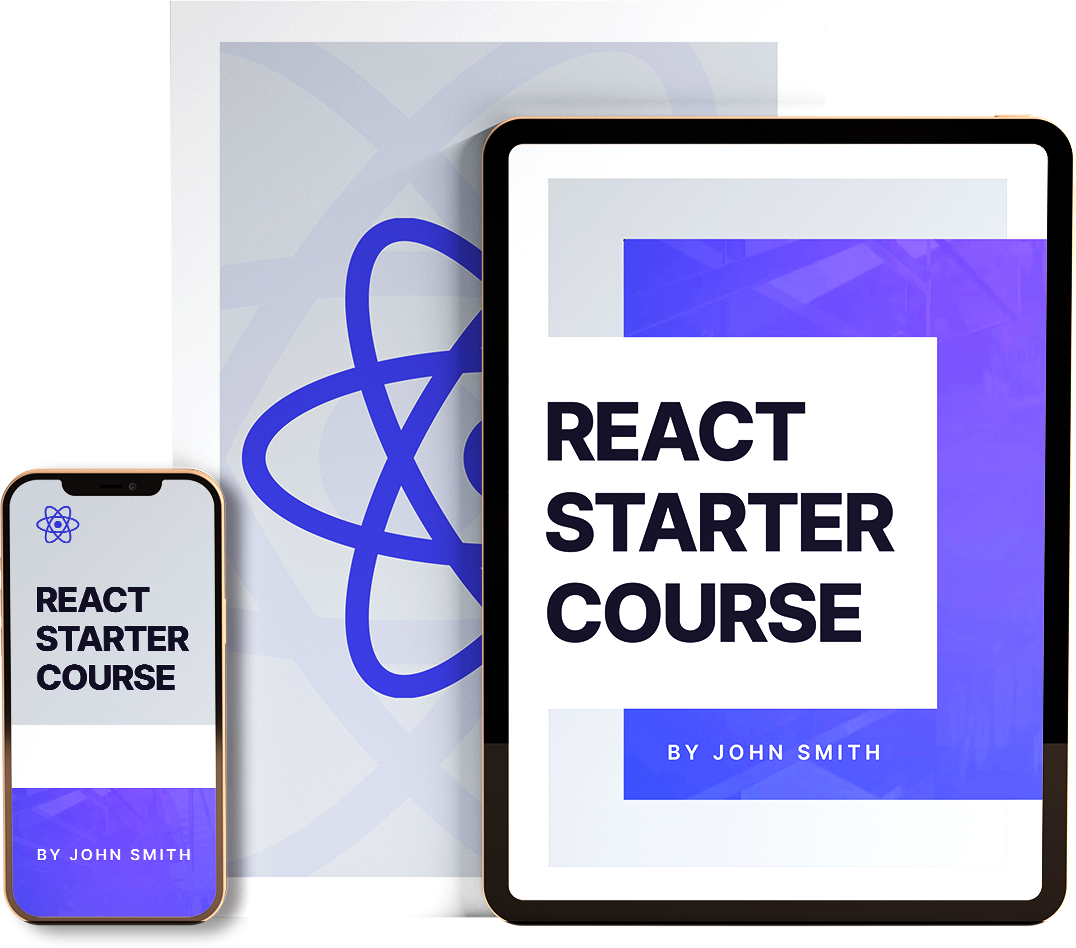 REACT
STARTER
COURSE
BY JOHN SMITH
REACT
STARTER
COURSE
BY JOHN SMITH